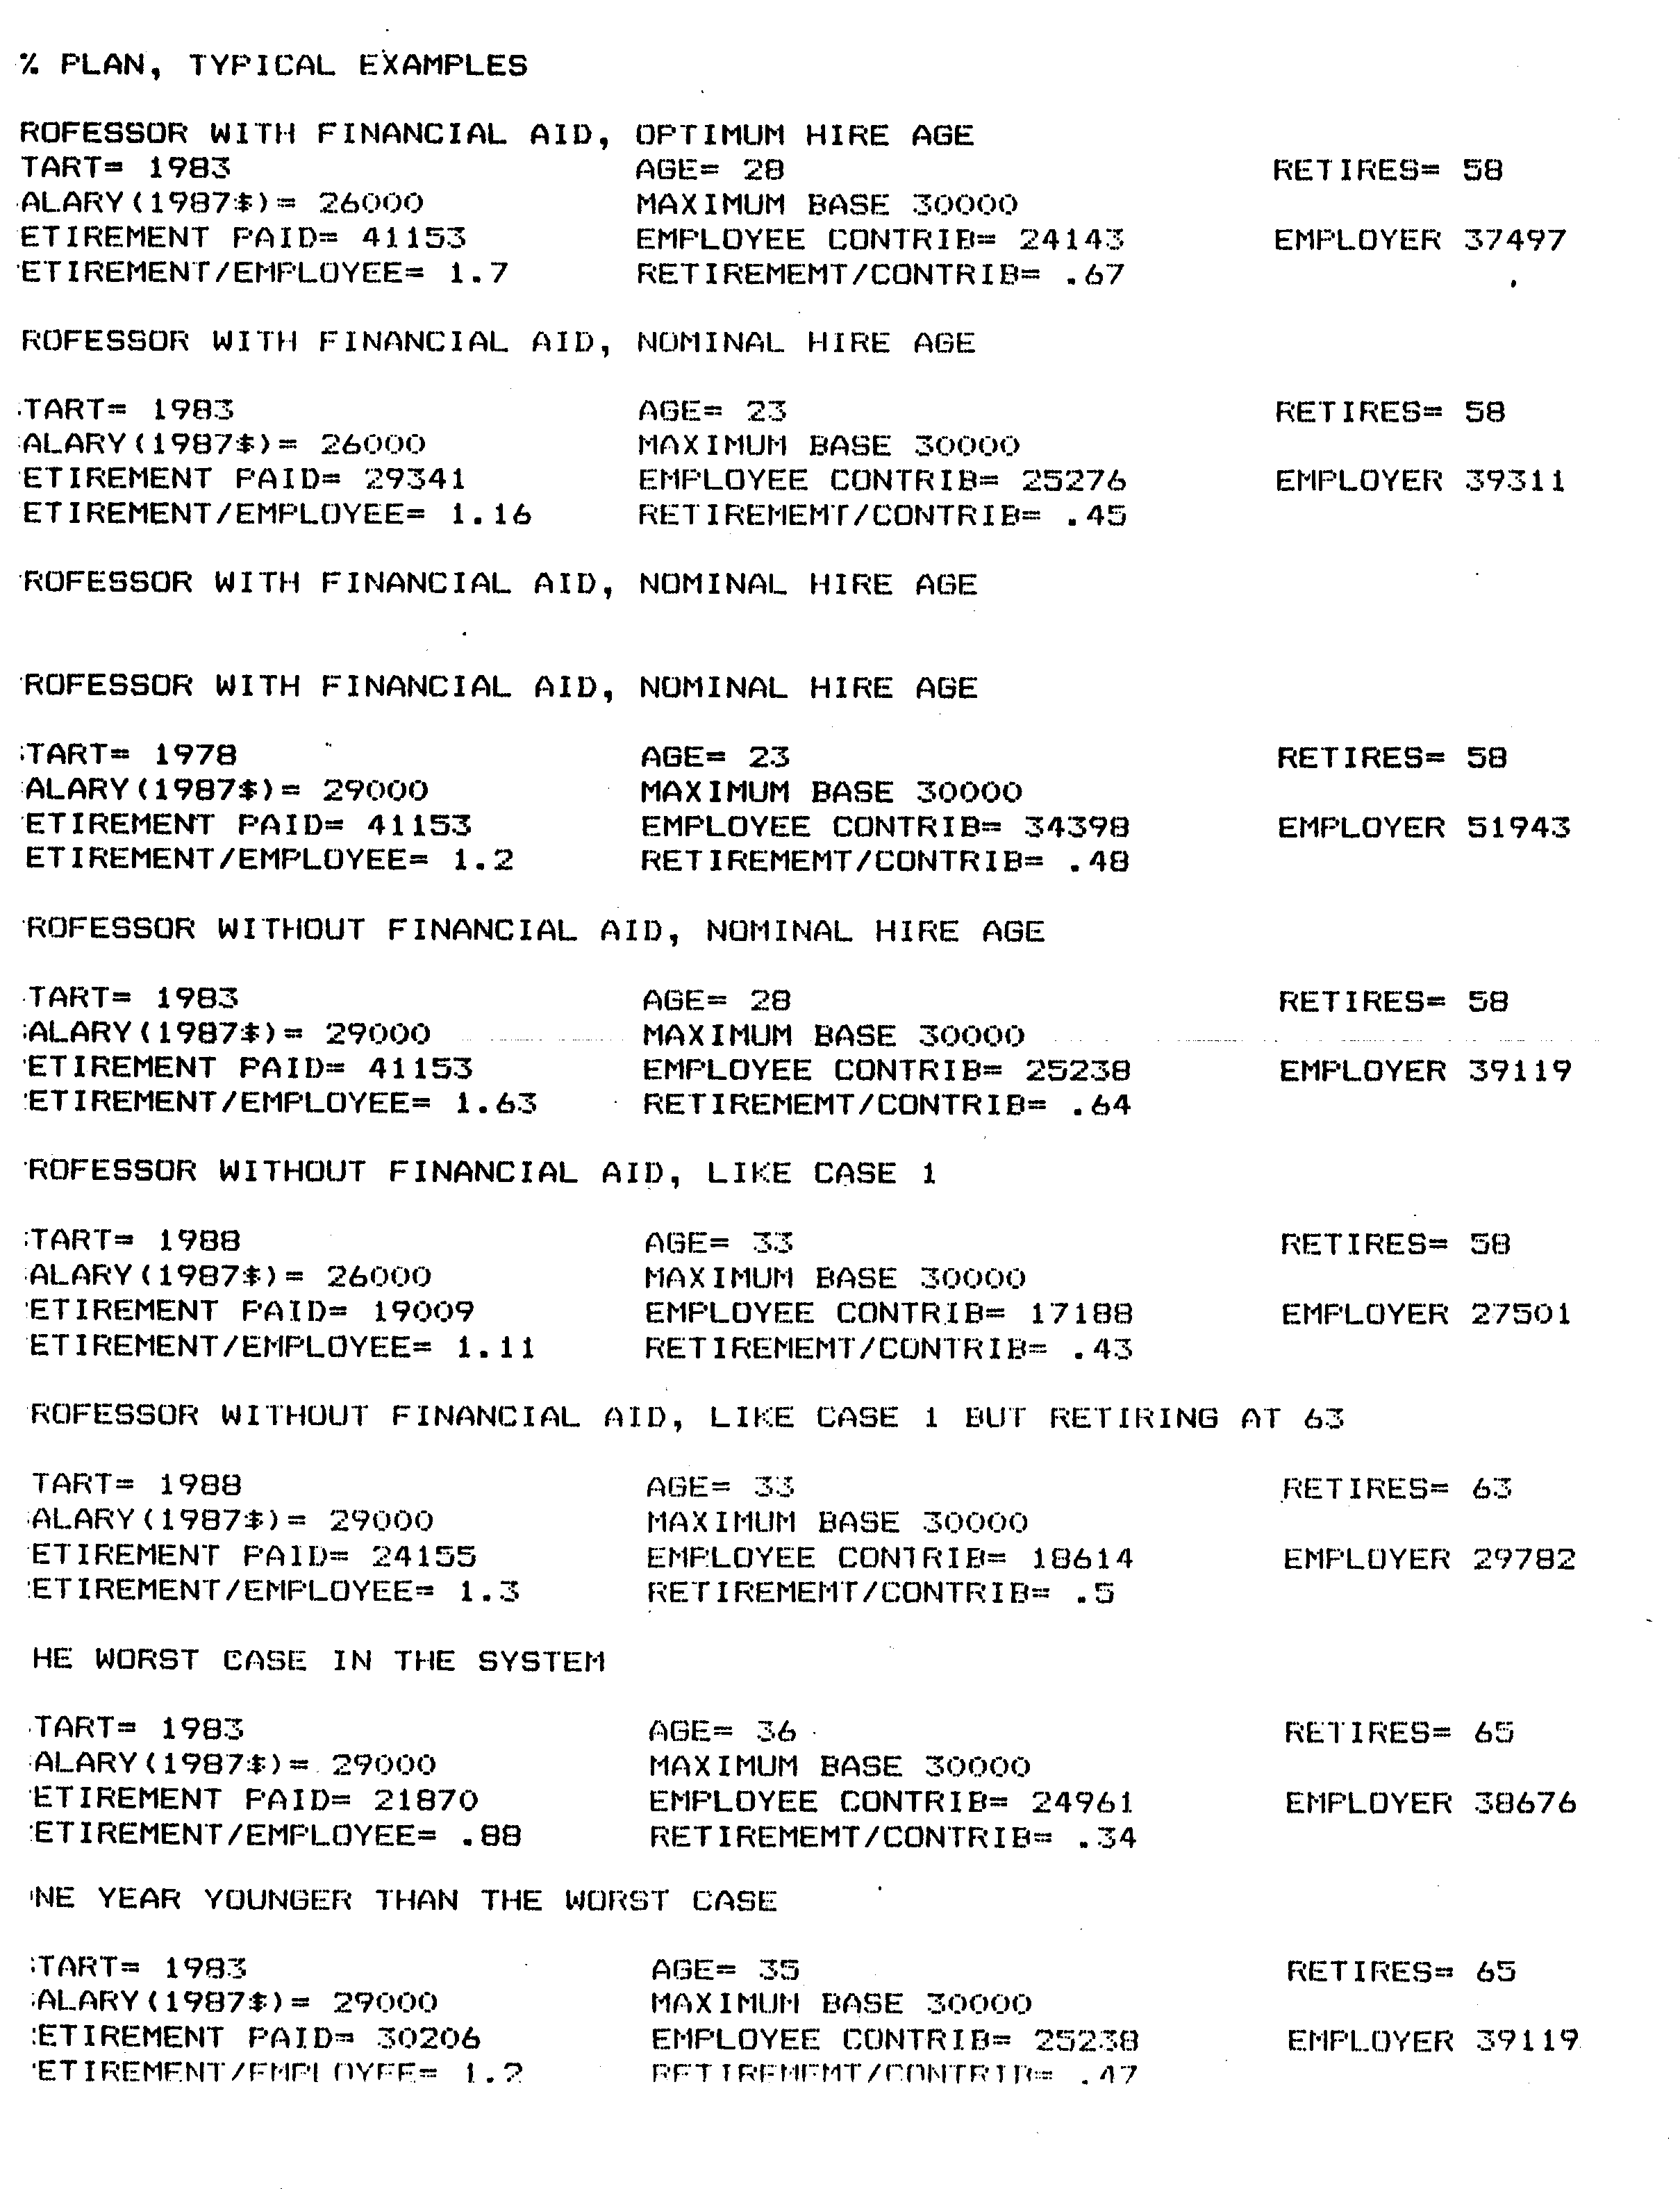 % PLAN, TYPICAL EXAMPLES
ROFESSOR WITH FINANCIAL AID, OPTIMUM HIRE AGE
TART= 1983 AGE= 28 RETIRES= 58
ALARY(1987$)= 26000 MAXIMUM BASE 30000
ETIREMENT PAID= 41153 EMPLOYEE CONTRIB= 24143 EMPLOYER 37497
ETIREMENT/EMPLOYEE= 1.7 RETIREMEMT/CONTRIB= .67
ROFESSOR WITH FINANCIAL AID, NOMINAL HIRE AGE
TART= 1983 AGE= 23 RETIRES= 58
ALARY(1987$)= 26000 MAXIMUM BASE 30000
ETIREMENT PAID= 29341 EMPLOYEE CONTRIB= 25276 EMPLOYER 39311
ETIREMENT/EMPLOYEE= 1.16 RETIREMEMT/CONTRIB= .45
ROFESSOR WITH FINANCIAL AID, NOMINAL HIRE AGE
ROFESSOR WITH FINANCIAL AID, NOMINAL HIRE AGE
TART= 1978 AGE= 23 RETIRES= 58
ALARY(1987$)= 29000 MAXIMUM BASE 30000
ETIREMENT PAID= 41153 EMPLOYEE CONTRIB= 34398 EMPLOYER 51943
ETIREMENT/EMPLOYEE= 1.2 RETIREMEMT/CONTRIB= .48
ROFESSOR WITHOUT FINANCIAL AID, NOMINAL HIRE AGE
TART= 1983 AGE= 28 RETIRES= 58
ALARY(1987$)= 29000 MAXIMUM BASE 30000
ETIREMENT PAID= 41153 EMPLOYEE CONTRIB= 25238 EMPLOYER 39119
ETIREMENT/EMPLOYEE= 1.63 RETIREMEMT/CONTRIB= .64
ROFESSOR WITHOUT FINANCIAL AID, LIKE CASE 1
TART= 1988 AGE= 33 RETIRES= 58
ALARY(1987$)= 26000 MAXIMUM BASE 30000
ETIREMENT PAID= 19009 EMPLOYEE CONTRIB= 17188 EMPLOYER 27501
ETIREMENT/EMPLOYEE= 1.11 RETIREMEMT/CONTRIB= .43
ROFESSOR WITHOUT FINANCIAL AID, LIKE CASE 1 BUT RETIRING AT 63
TART= 1988 AGE= 33 RETIRES= 63
ALARY(1987$)= 29000 MAXIMUM BASE 30000
ETIREMENT PAID= 24155 EMPLOYEE CONTRIB= 18614 EMPLOYER 29782
ETIREMENT/EMPLOYEE= 1.3 RETIREMEMT/CONTRIB= .5
HE WORST CASE IN THE SYSTEM
TART= 1983 AGE= 36 RETIRES= 65
ALARY(1987$)= 29000 MAXIMUM BASE 30000
ETIREMENT PAID= 21870 EMPLOYEE CONTRIB= 24961 EMPLOYER 38676
ETIREMENT/EMPLOYEE= .88 RETIREMEMT/CONTRIB= .34
NE YEAR YOUNGER THAN THE WORST CASE
TART= 1983 AGE= 35 RETIRES= 65
ALARY(1987$)= 29000 MAXIMUM BASE 30000
ETIREMENT PAID= 30206 EMPLOYEE CONTRIB= 25238 EMPLOYER 39119
ETIREMENT/EMPLOYEE= 1.2 RETIREMEMT/CONTRIB= .47